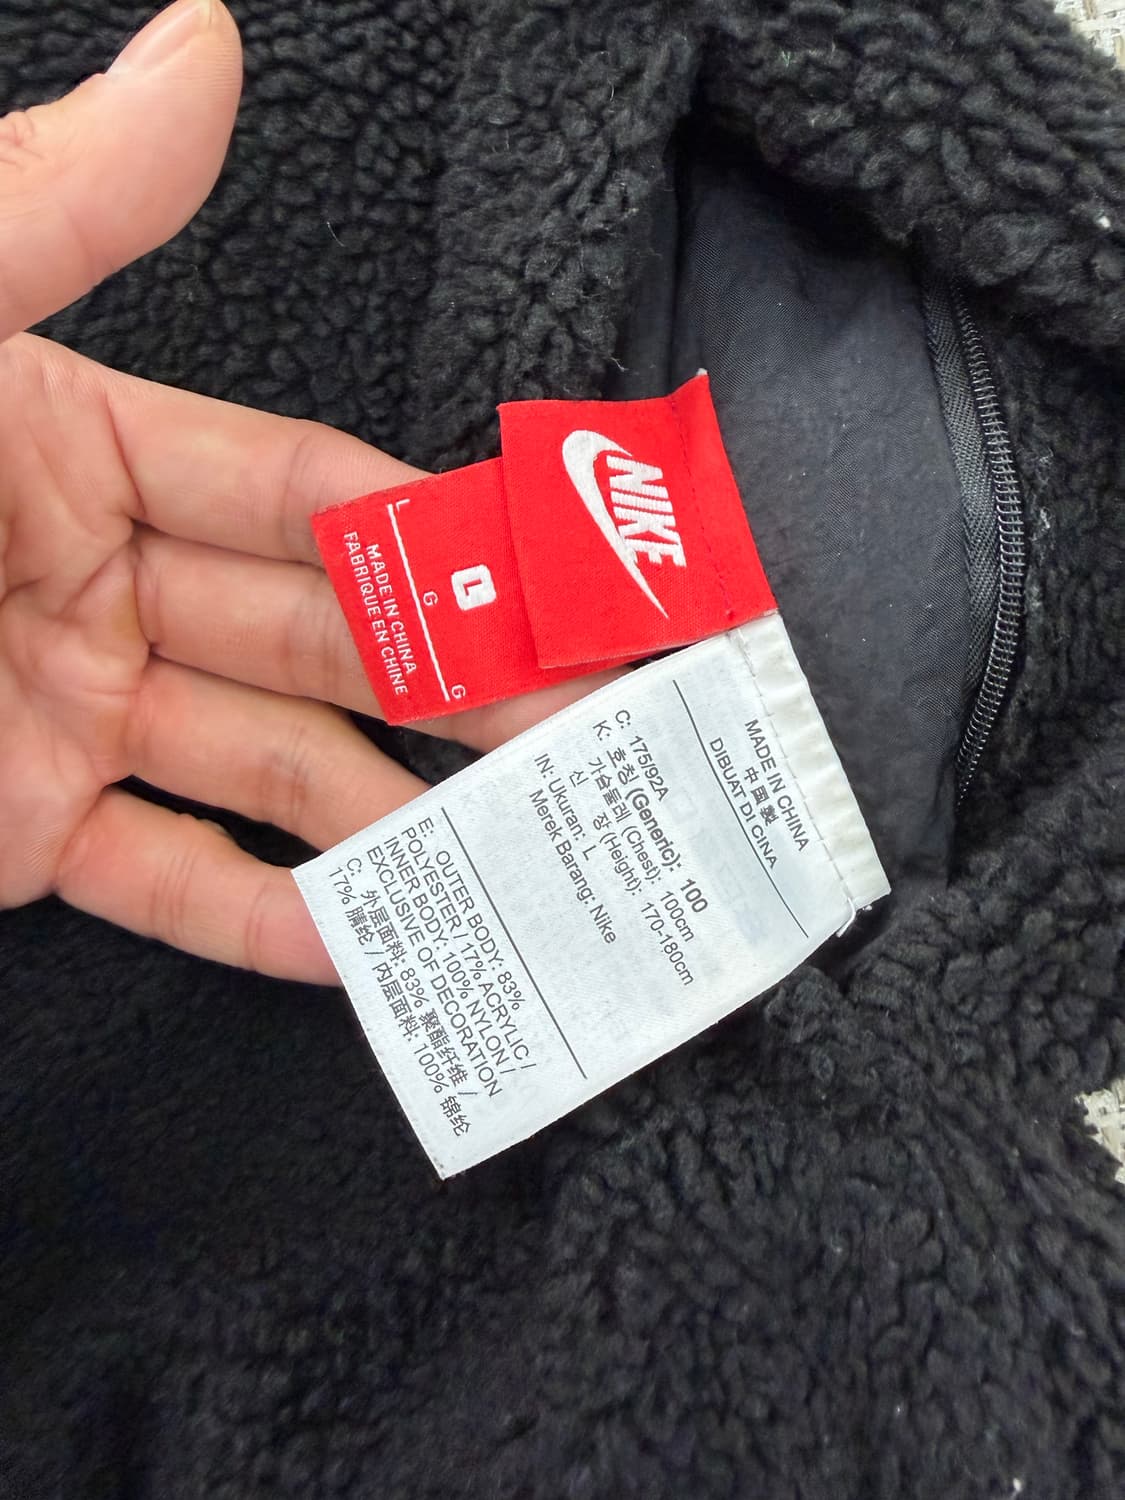 NIKE
L
L
G
G
MADE IN CHINA
FABRIQUE EN CHINE
MADE IN CHINA
中国製
DIBUAT DI CINA
C: 175/92A
K: 호칭 (Generic): 100
가슴둘레 (Chest): 100cm
신 장 (Height): 170-180cm
IN: Ukuran: L
Merek Barang: Nike
E: OUTER BODY: 83%
POLYESTER / 17% ACRYLIC /
INNER BODY: 100% NYLON /
EXCLUSIVE OF DECORATION
C: 外层面料: 83% 聚酯纤维 /
17% 腈纶 / 内层面料: 100% 锦纶